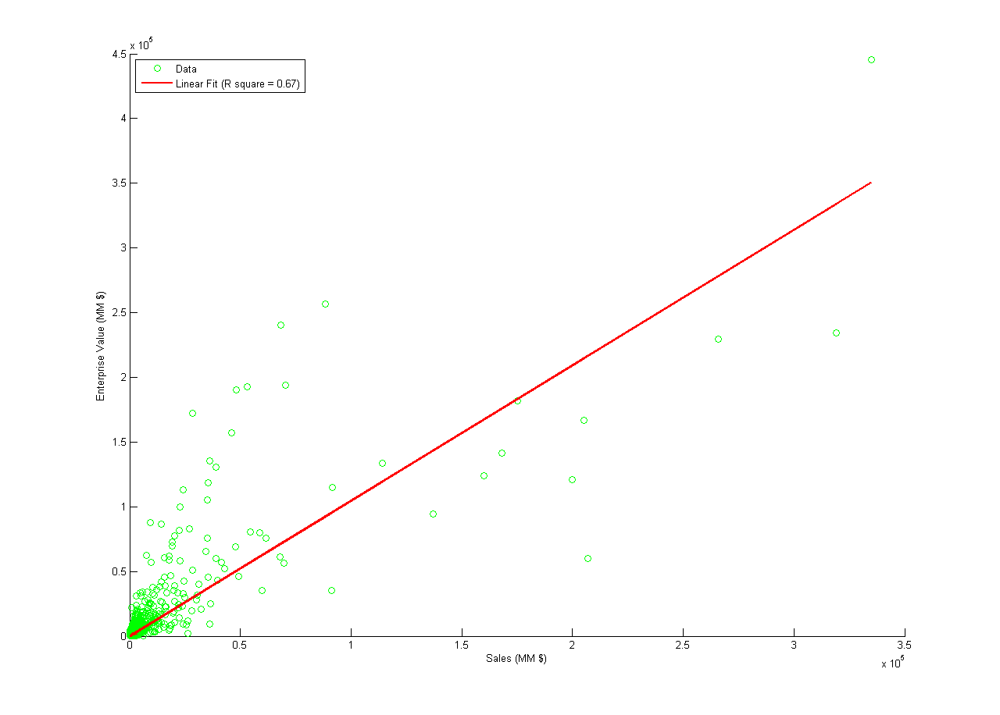 x 10^5
4.5
4
3.5
3
2.5
2
1.5
1
0.5
0
Data
Linear Fit (R square = 0.67)
Enterprise Value (MM $)
0 0.5 1 1.5 2 2.5 3 3.5
Sales (MM $)
x 10^5